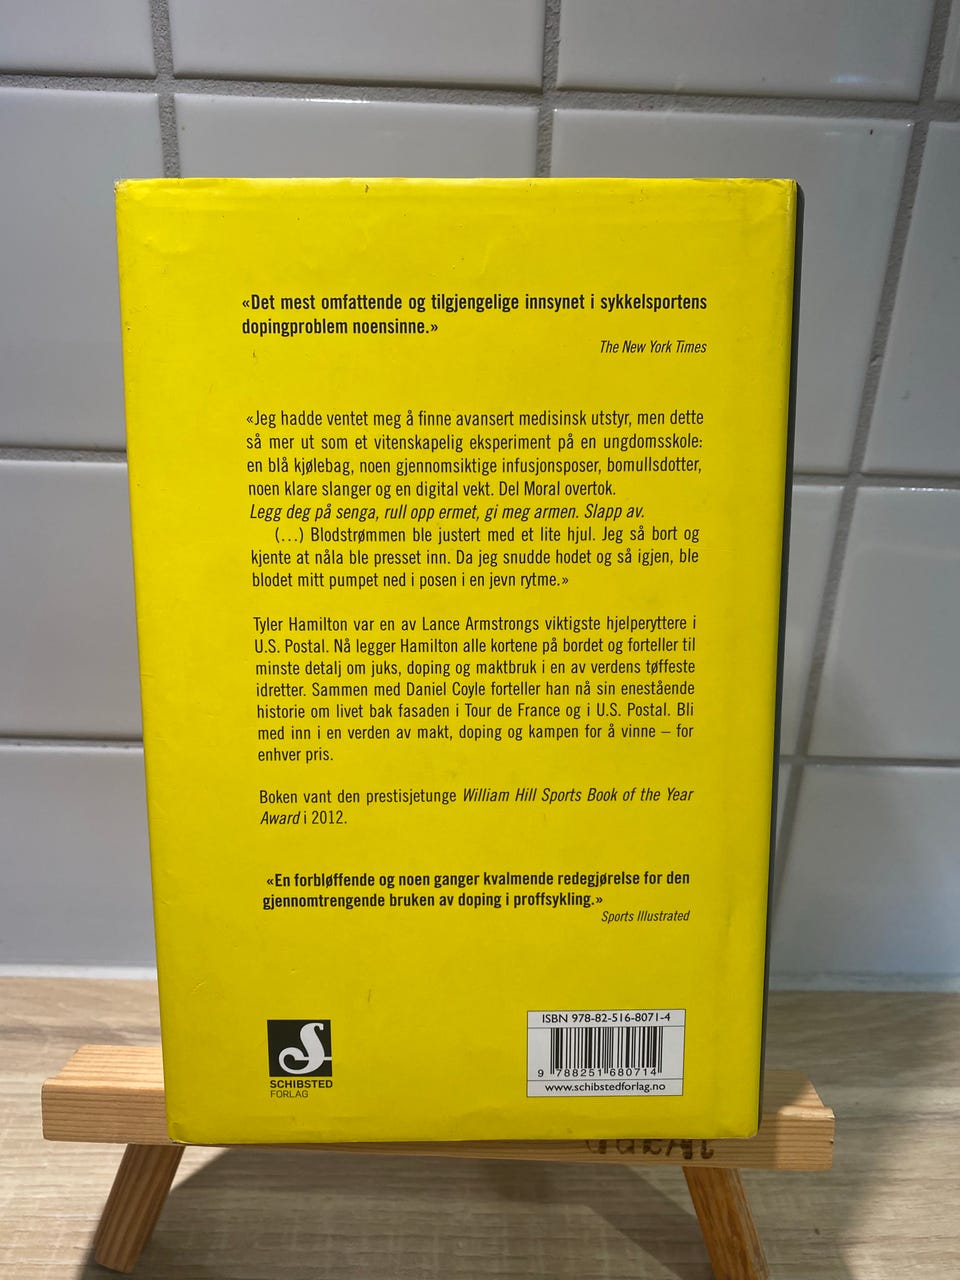 «Det mest omfattende og tilgjengelige innsynet i sykkelsportens
dopingproblem noensinne.»
The New York Times
«Jeg hadde ventet meg å finne avansert medisinsk utstyr, men dette
så mer ut som et vitenskapelig eksperiment på en ungdomsskole:
en blå kjølebag, noen gjennomsiktige infusjonsposer, bomullsdotter,
noen klare slanger og en digital vekt. Del Moral overtok.
Legg deg på senga, rull opp ermet, gi meg armen. Slapp av.
(...) Blodstrømmen ble justert med et lite hjul. Jeg så bort og
kjente at nåla ble presset inn. Da jeg snudde hodet og så igjen, ble
blodet mitt pumpet ned i posen i en jevn rytme.»
Tyler Hamilton var en av Lance Armstrongs viktigste hjelperyttere i
U.S. Postal. Nå legger Hamilton alle kortene på bordet og forteller til
minste detalj om juks, doping og maktbruk i en av verdens tøffeste
idretter. Sammen med Daniel Coyle forteller han nå sin enestående
historie om livet bak fasaden i Tour de France og i U.S. Postal. Bli
med inn i en verden av makt, doping og kampen for å vinne – for
enhver pris.
Boken vant den prestisjetunge William Hill Sports Book of the Year
Award i 2012.
«En forbløffende og noen ganger kvalmende redegjørelse for den
gjennomtrengende bruken av doping i proffsykling.»
Sports Illustrated
S
SCHIBSTED
FORLAG
ISBN 978-82-516-8071-4
9 788251 680714
www.schibstedforlag.no